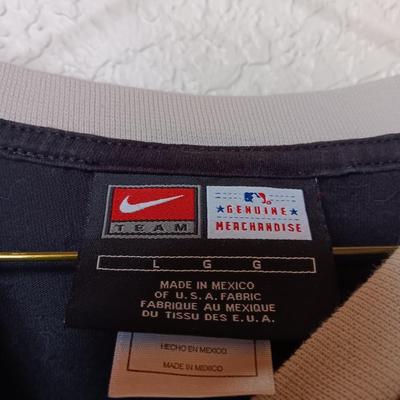 TEAM
GENUINE
MERCHANDISE
L G G
MADE IN MEXICO
OF U.S.A. FABRIC
FABRIQUE AU MEXIQUE
DU TISSU DES E.U.A.
HECHO EN MEXICO
MADE IN MEXICO